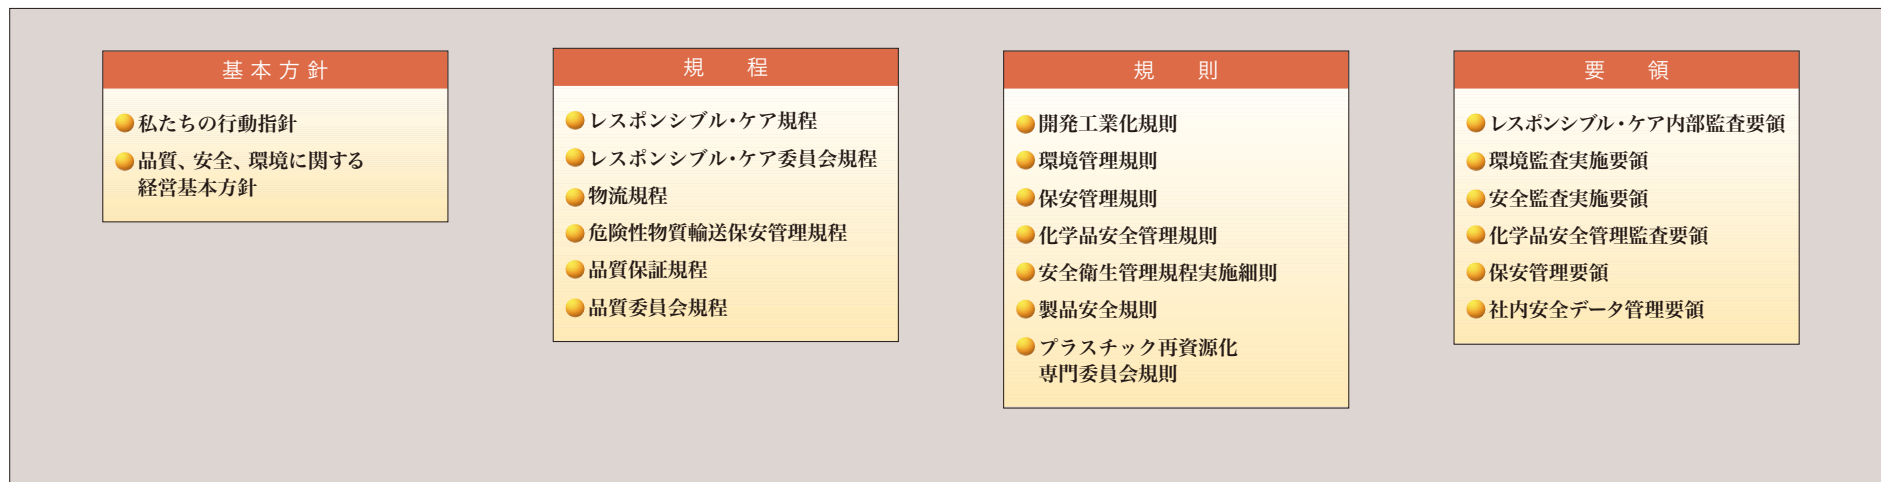 基本方針
私たちの行動指針
品質、安全、環境に関する
経営基本方針
規　程
レスポンシブル・ケア規程
レスポンシブル・ケア委員会規程
物流規程
危険性物質輸送保安管理規程
品質保証規程
品質委員会規程
規　則
開発工業化規則
環境管理規則
保安管理規則
化学品安全管理規則
安全衛生管理規程実施細則
製品安全規則
プラスチック再資源化
専門委員会規則
要　領
レスポンシブル・ケア内部監査要領
環境監査実施要領
安全監査実施要領
化学品安全管理監査要領
保安管理要領
社内安全データ管理要領